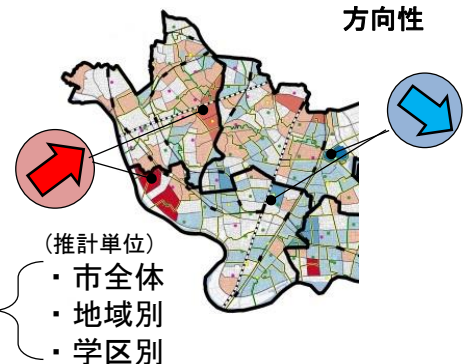 方向性
(推計単位)
・市全体
・地域別
・学区別